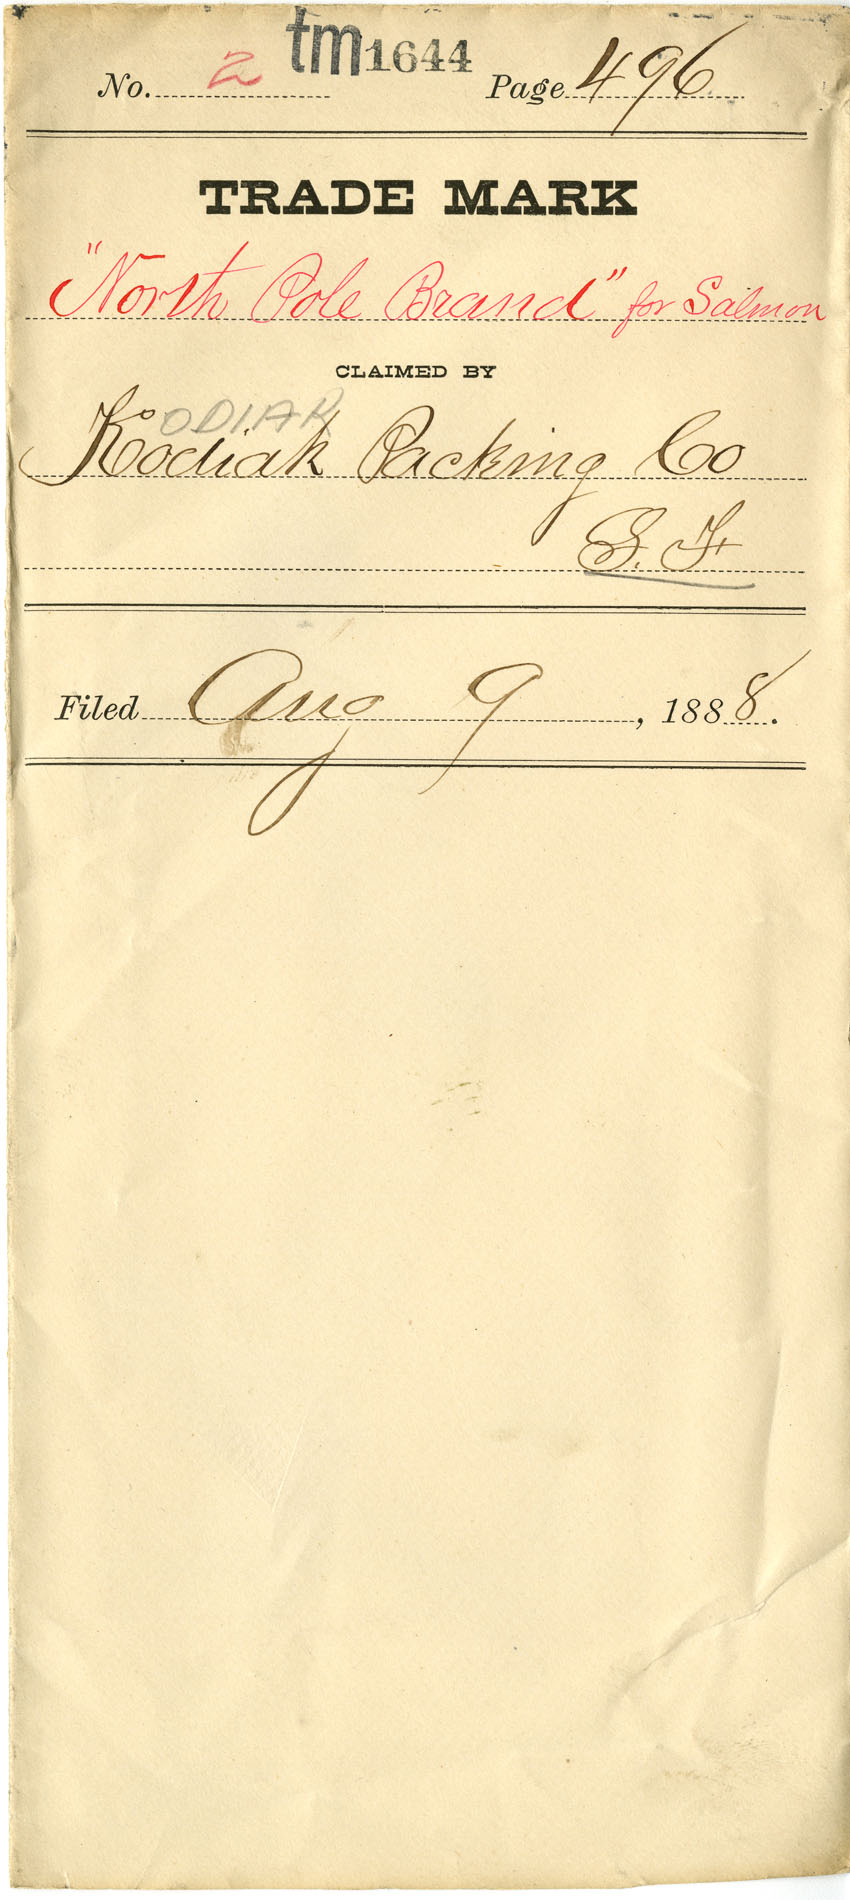 tm1644
No. 2 Page 496
TRADE MARK
"North Pole Brand" for Salmon
CLAIMED BY
ODIAK
Kodiak Packing Co
S. F.
Filed Aug 9, 1888.